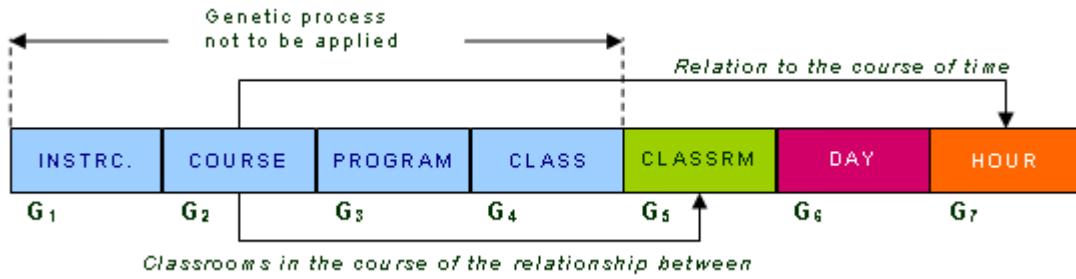 Genetic process
not to be applied
Relation to the course of time
INSTRC. COURSE PROGRAM CLASS CLASSRM DAY HOUR
G₁ G₂ G₃ G₄ G₅ G₆ G₇
Classrooms in the course of the relationship between